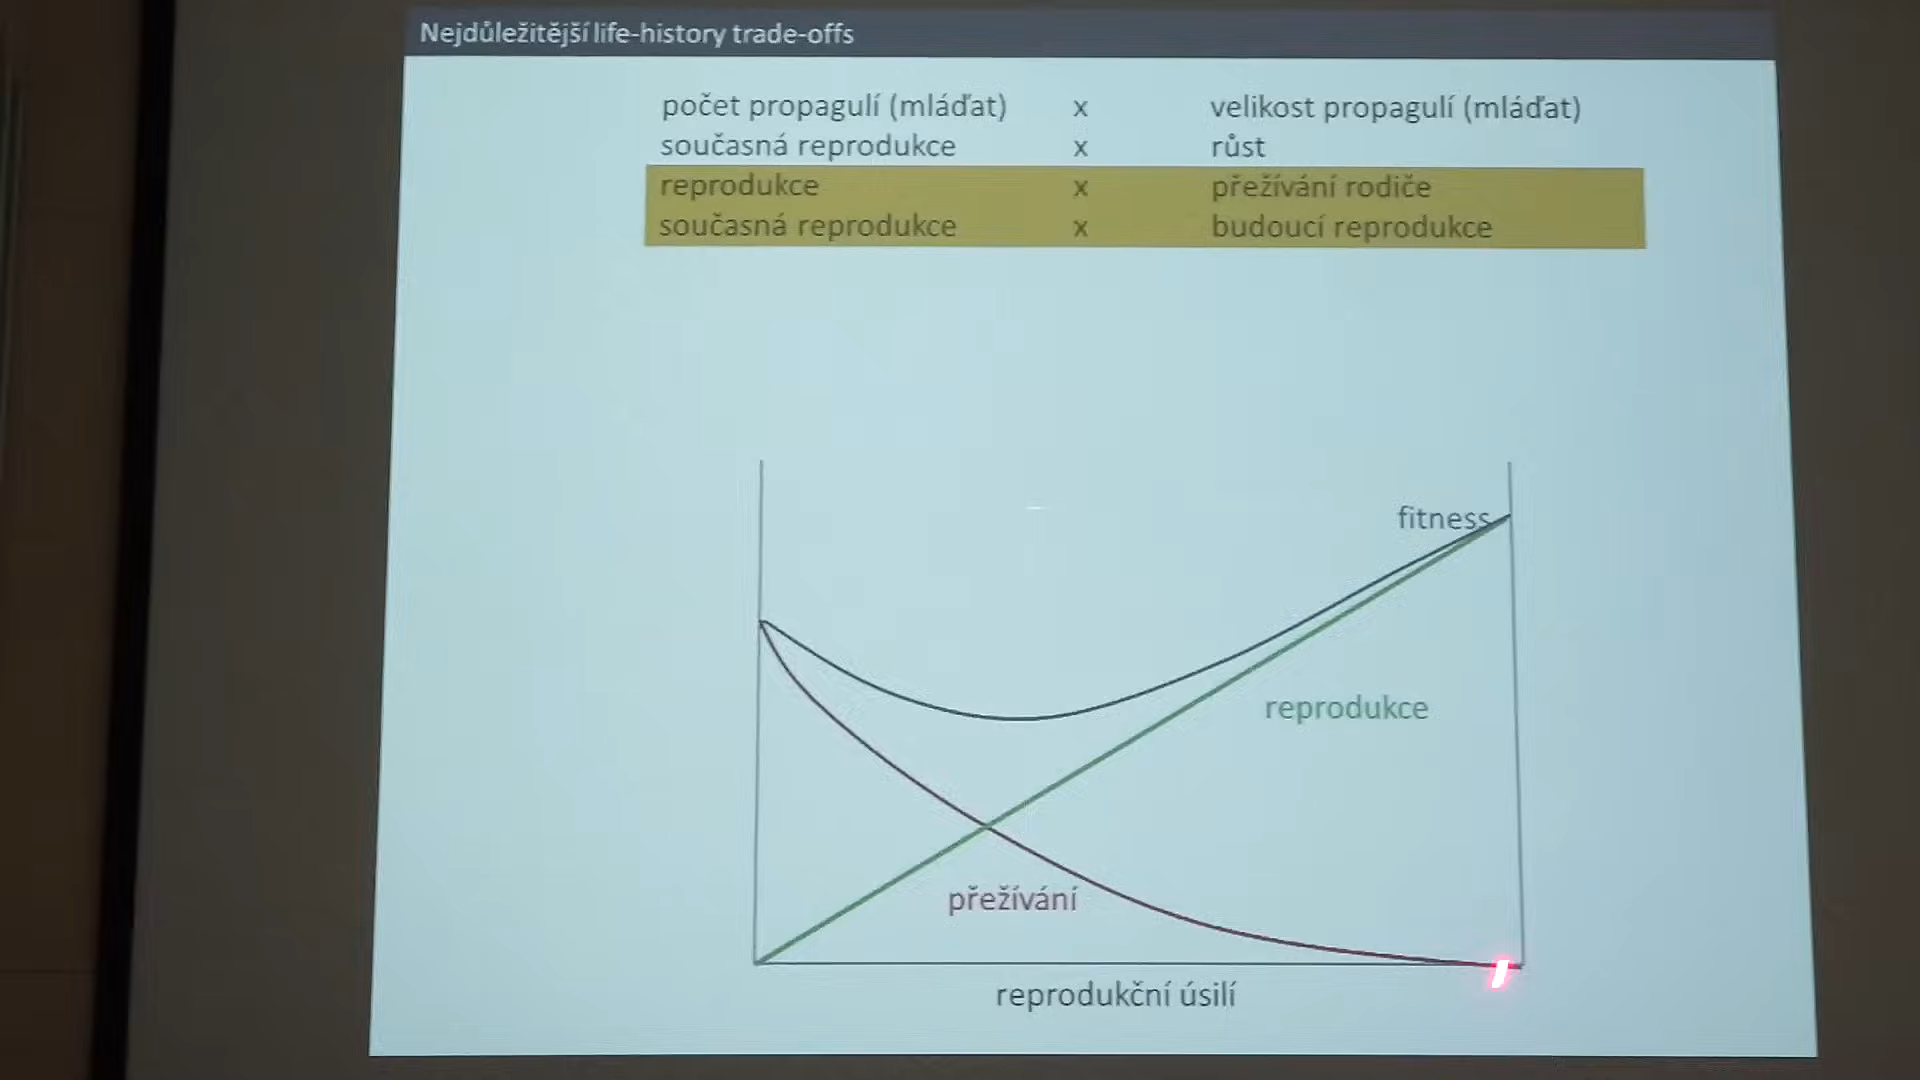 Nejdůležitější life-history trade-offs
počet propagulí (mláďat) x velikost propagulí (mláďat)
současná reprodukce x růst
reprodukce x přežívání rodiče
současná reprodukce x budoucí reprodukce
fitness
reprodukce
přežívání
reprodukční úsilí